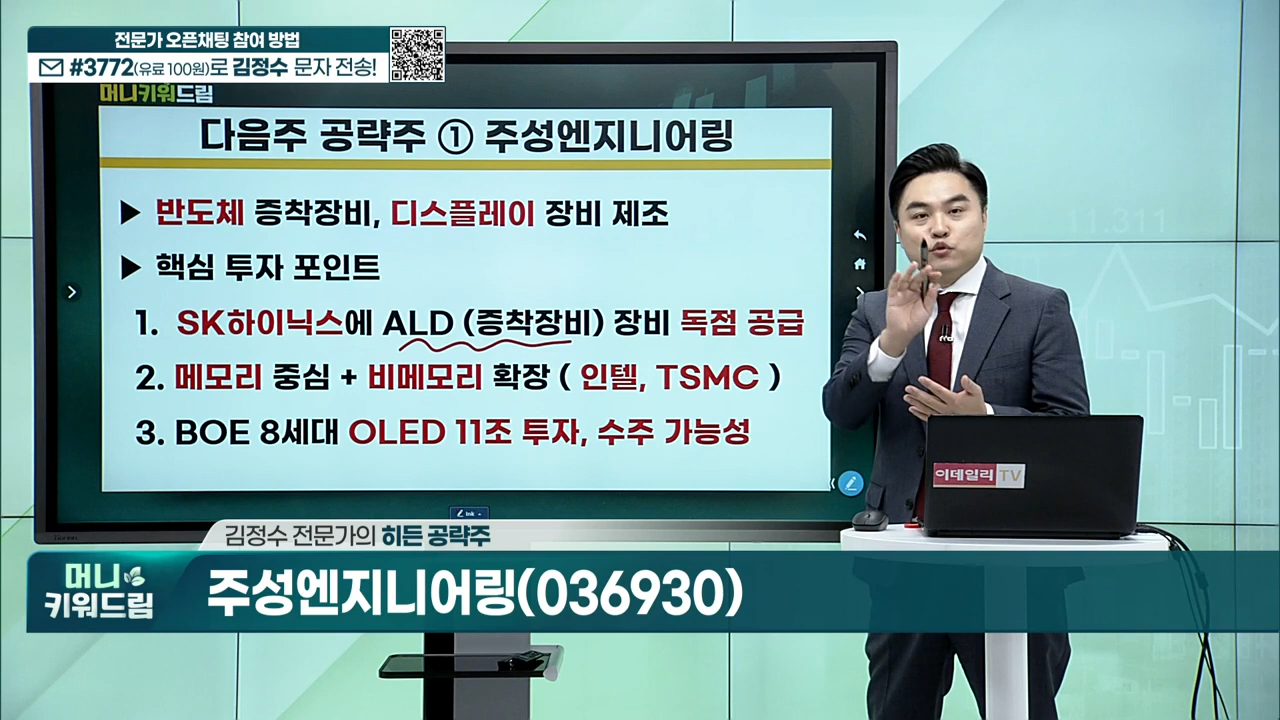 전문가 오픈채팅 참여 방법
#3772(유료 100원)로 김정수 문자 전송!
머니키워드림
다음주 공략주 ① 주성엔지니어링
▶ 반도체 증착장비, 디스플레이 장비 제조
▶ 핵심 투자 포인트
1. SK하이닉스에 ALD (증착장비) 장비 독점 공급
2. 메모리 중심 + 비메모리 확장 ( 인텔, TSMC )
3. BOE 8세대 OLED 11조 투자, 수주 가능성
11.311
이데일리 TV
Ink
김정수 전문가의 히든 공략주
머니
키워드림
주성엔지니어링(036930)